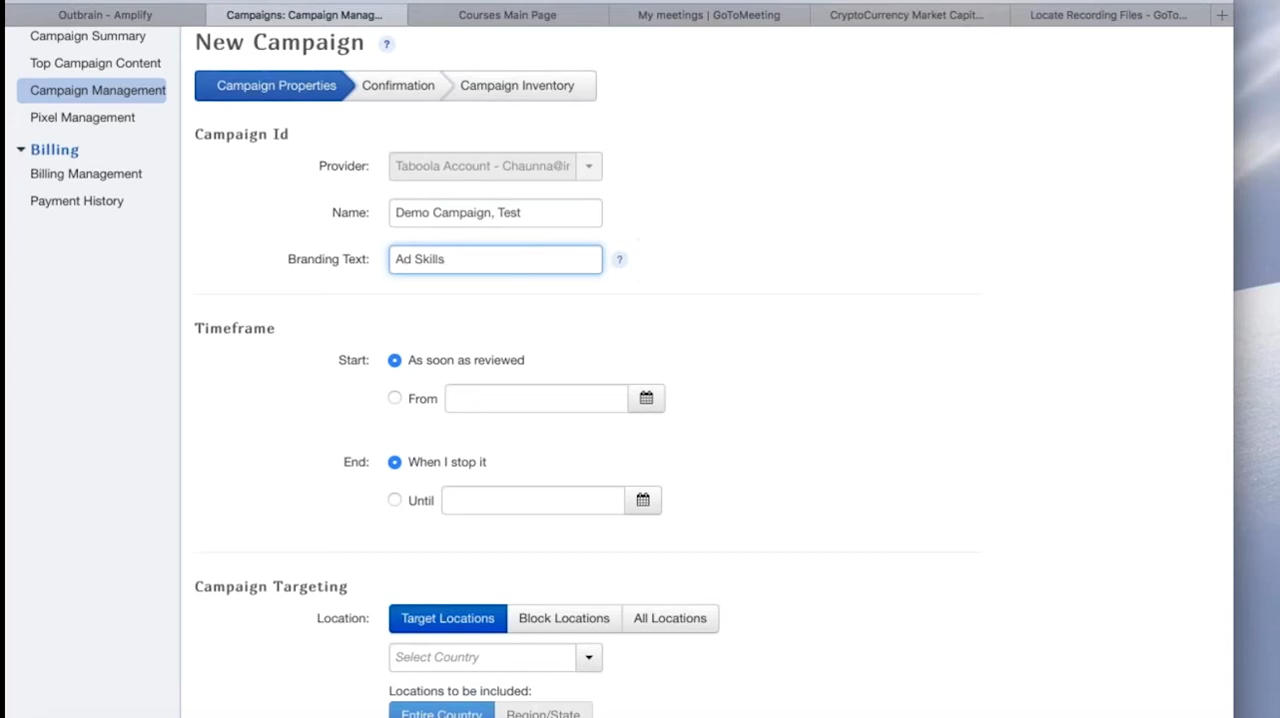 Outbrain - Amplify
Campaigns: Campaign Manag...
Courses Main Page
My meetings | GoToMeeting
CryptoCurrency Market Capit...
Locate Recording Files - GoTo...
+
Campaign Summary
Top Campaign Content
Campaign Management
Pixel Management
Billing
Billing Management
Payment History
New Campaign ?
Campaign Properties
Confirmation
Campaign Inventory
Campaign Id
Provider: Taboola Account - Chaunna@ir
Name: Demo Campaign, Test
Branding Text: Ad Skills ?
Timeframe
Start: As soon as reviewed
From
End: When I stop it
Until
Campaign Targeting
Location: Target Locations Block Locations All Locations
Select Country
Locations to be included:
Entire Country Region/State